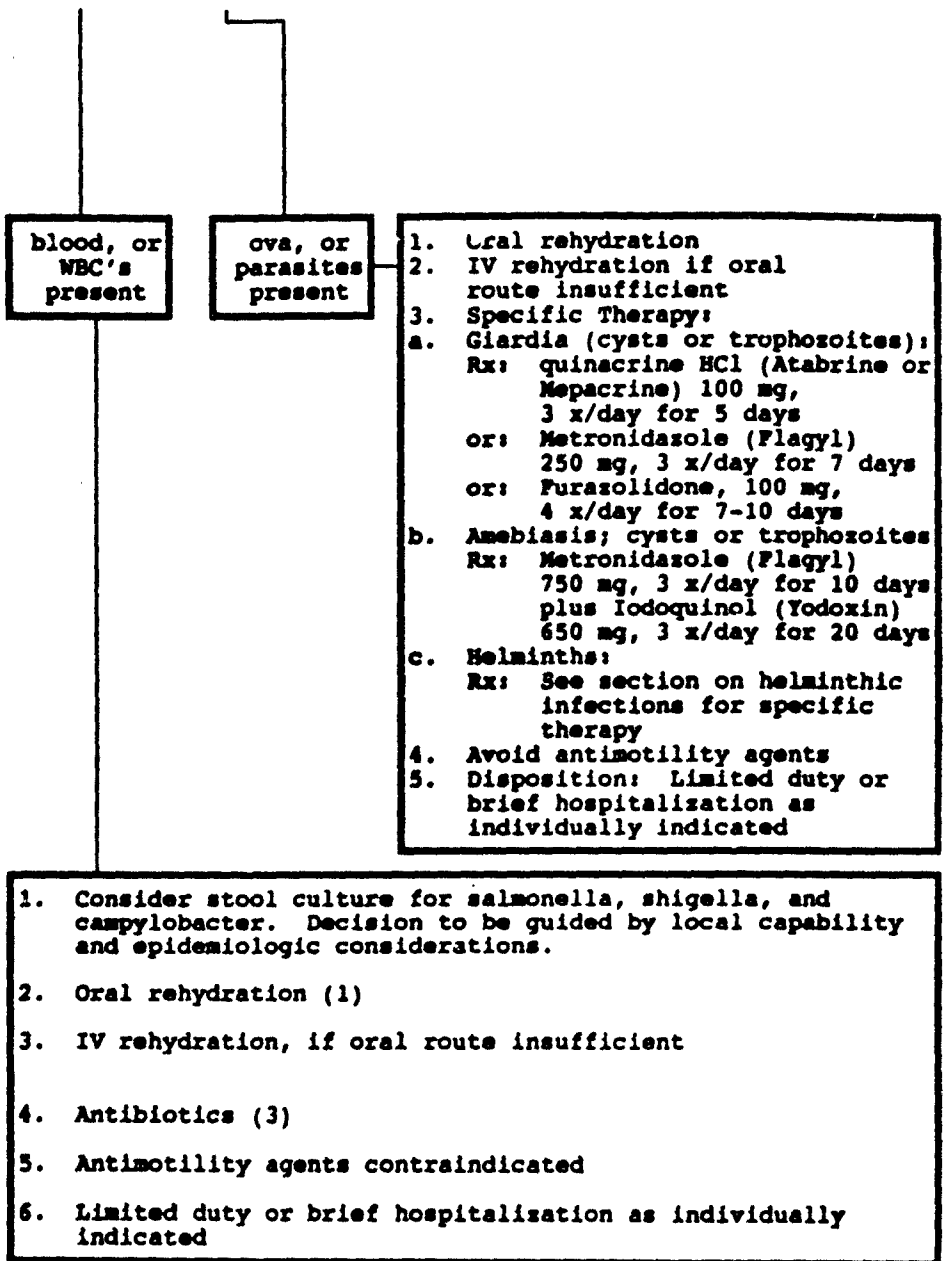 blood, or
WBC's
present
ova, or
parasites
present
1. Oral rehydration
2. IV rehydration if oral
route insufficient
3. Specific Therapy:
a. Giardia (cysts or trophozoites):
Rx: quinacrine HCl (Atabrine or
Mepacrine) 100 mg,
3 x/day for 5 days
or: Metronidazole (Flagyl)
250 mg, 3 x/day for 7 days
or: Furazolidone, 100 mg,
4 x/day for 7-10 days
b. Amebiasis; cysts or trophozoites
Rx: Metronidazole (Flagyl)
750 mg, 3 x/day for 10 days
plus Iodoquinol (Yodoxin)
650 mg, 3 x/day for 20 days
c. Helminths:
Rx: See section on helminthic
infections for specific
therapy
4. Avoid antimotility agents
5. Disposition: Limited duty or
brief hospitalization as
individually indicated
1. Consider stool culture for salmonella, shigella, and
campylobacter. Decision to be guided by local capability
and epidemiologic considerations.
2. Oral rehydration (1)
3. IV rehydration, if oral route insufficient
4. Antibiotics (3)
5. Antimotility agents contraindicated
6. Limited duty or brief hospitalization as individually
indicated